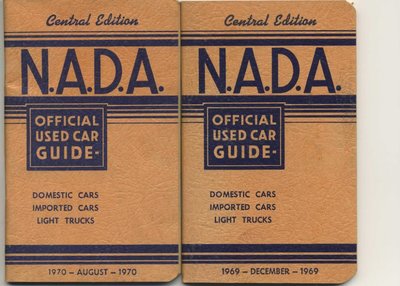 Central Edition
N.A.D.A.
OFFICIAL
USED CAR
GUIDE-
DOMESTIC CARS
IMPORTED CARS
LIGHT TRUCKS
1970 - AUGUST - 1970
Central Edition
N.A.D.A.
OFFICIAL
USED CAR
GUIDE-
DOMESTIC CARS
IMPORTED CARS
LIGHT TRUCKS
1969 - DECEMBER - 1969